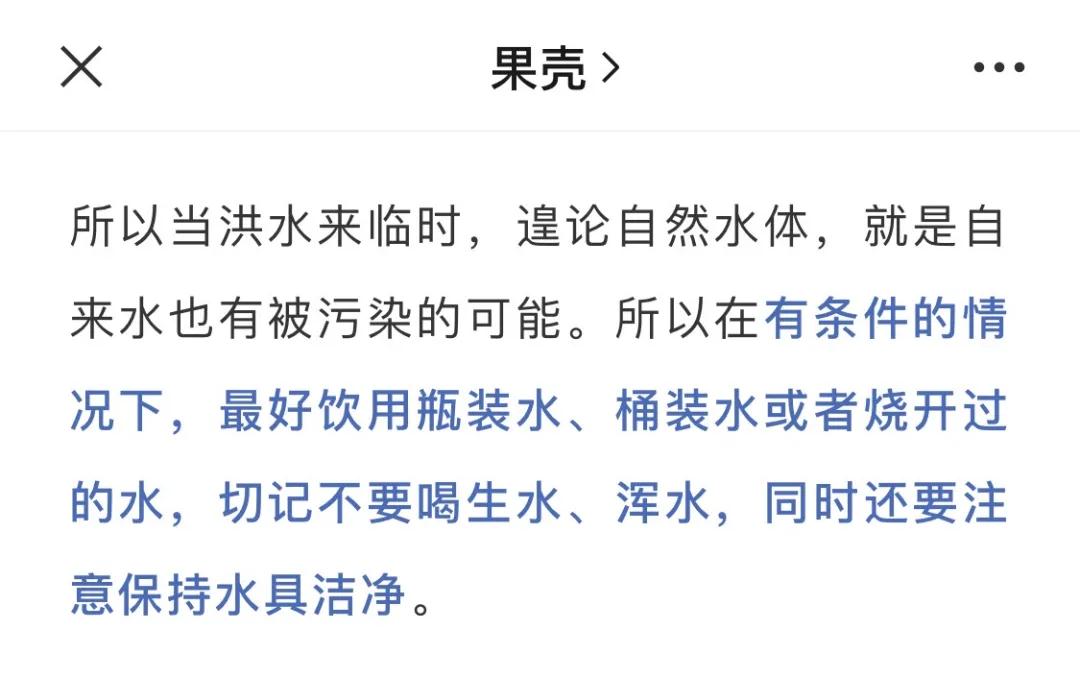 果壳
所以当洪水来临时，遑论自然水体，就是自
来水也有被污染的可能。所以在有条件的情
况下，最好饮用瓶装水、桶装水或者烧开过
的水，切记不要喝生水、浑水，同时还要注
意保持水具洁净。